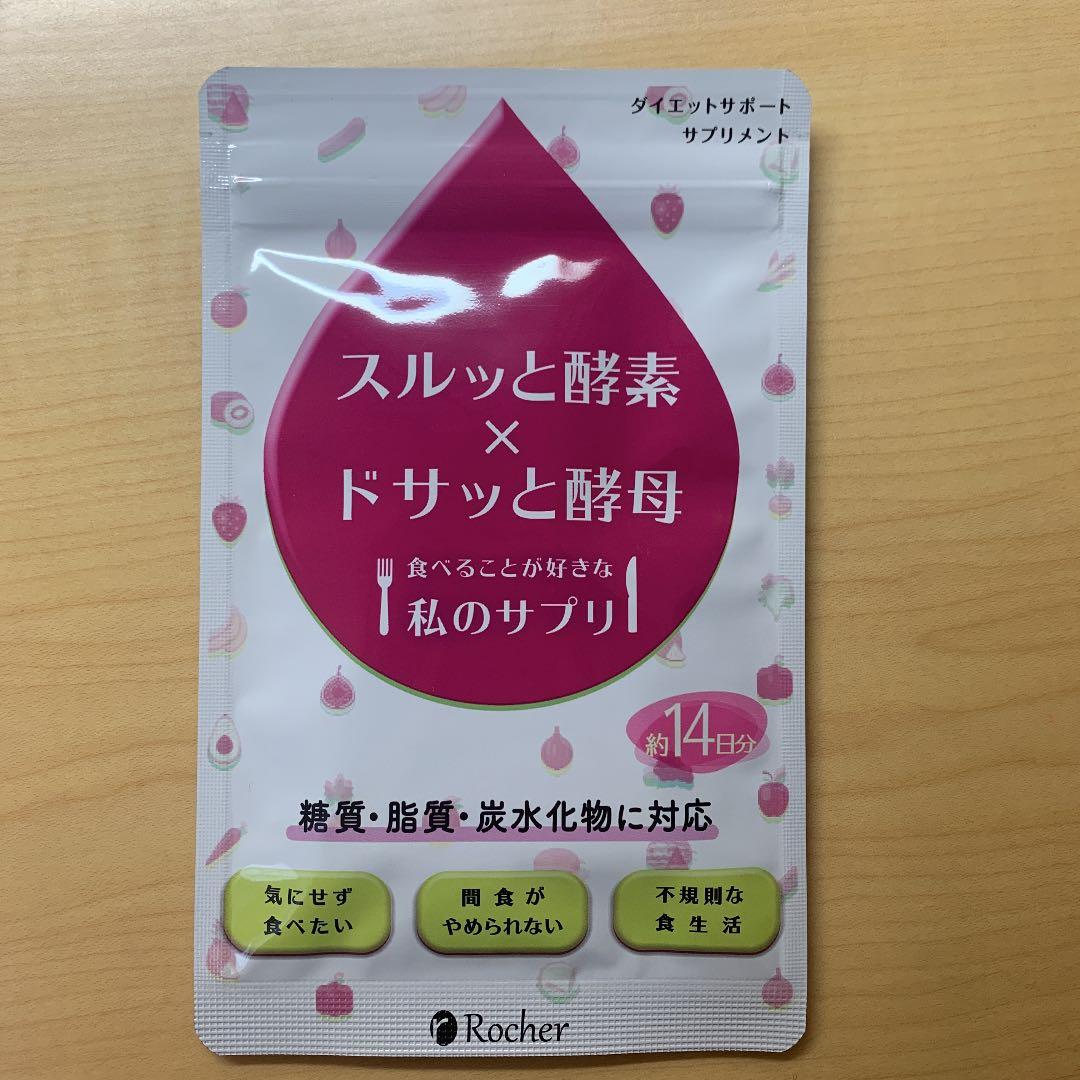 ダイエットサポート
サプリメント
スルッと酵素
×
ドサッと酵母
食べることが好きな
私のサプリ
約14日分
糖質・脂質・炭水化物に対応
気にせず
食べたい
間食が
やめられない
不規則な
食生活
Rocher